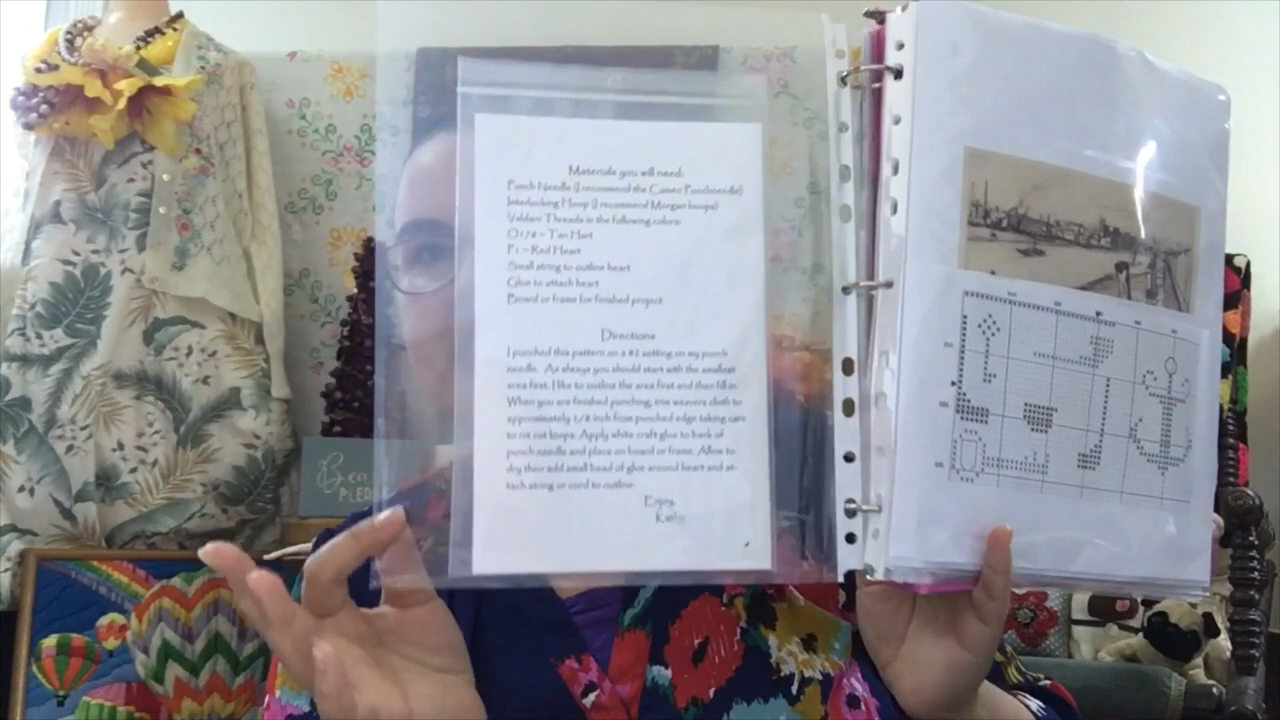 Materials you will need:
Punch Needle (I recommend the Cameo Punchneedle)
Interlocking Hoop (I recommend Morgan hoops)
Valdani Threads in the following colors:
P1 - Red Heart
Small string to outline heart
Glue to attach heart
Board or frame for finished project
Directions
I punched this pattern on a #1 setting on my punch
needle. As always you should start with the smallest
area first. I like to outline the area first and then fill in.
When you are finished punching, trim weavers cloth to
approximately 1/8 inch from punched edge taking care
to not cut loops. Apply white craft glue to back of
punch needle and place on board or frame. Allow to
dry then add small bead of glue around heart and at-
tach string or cord to outline.
Enjoy,
Kathy